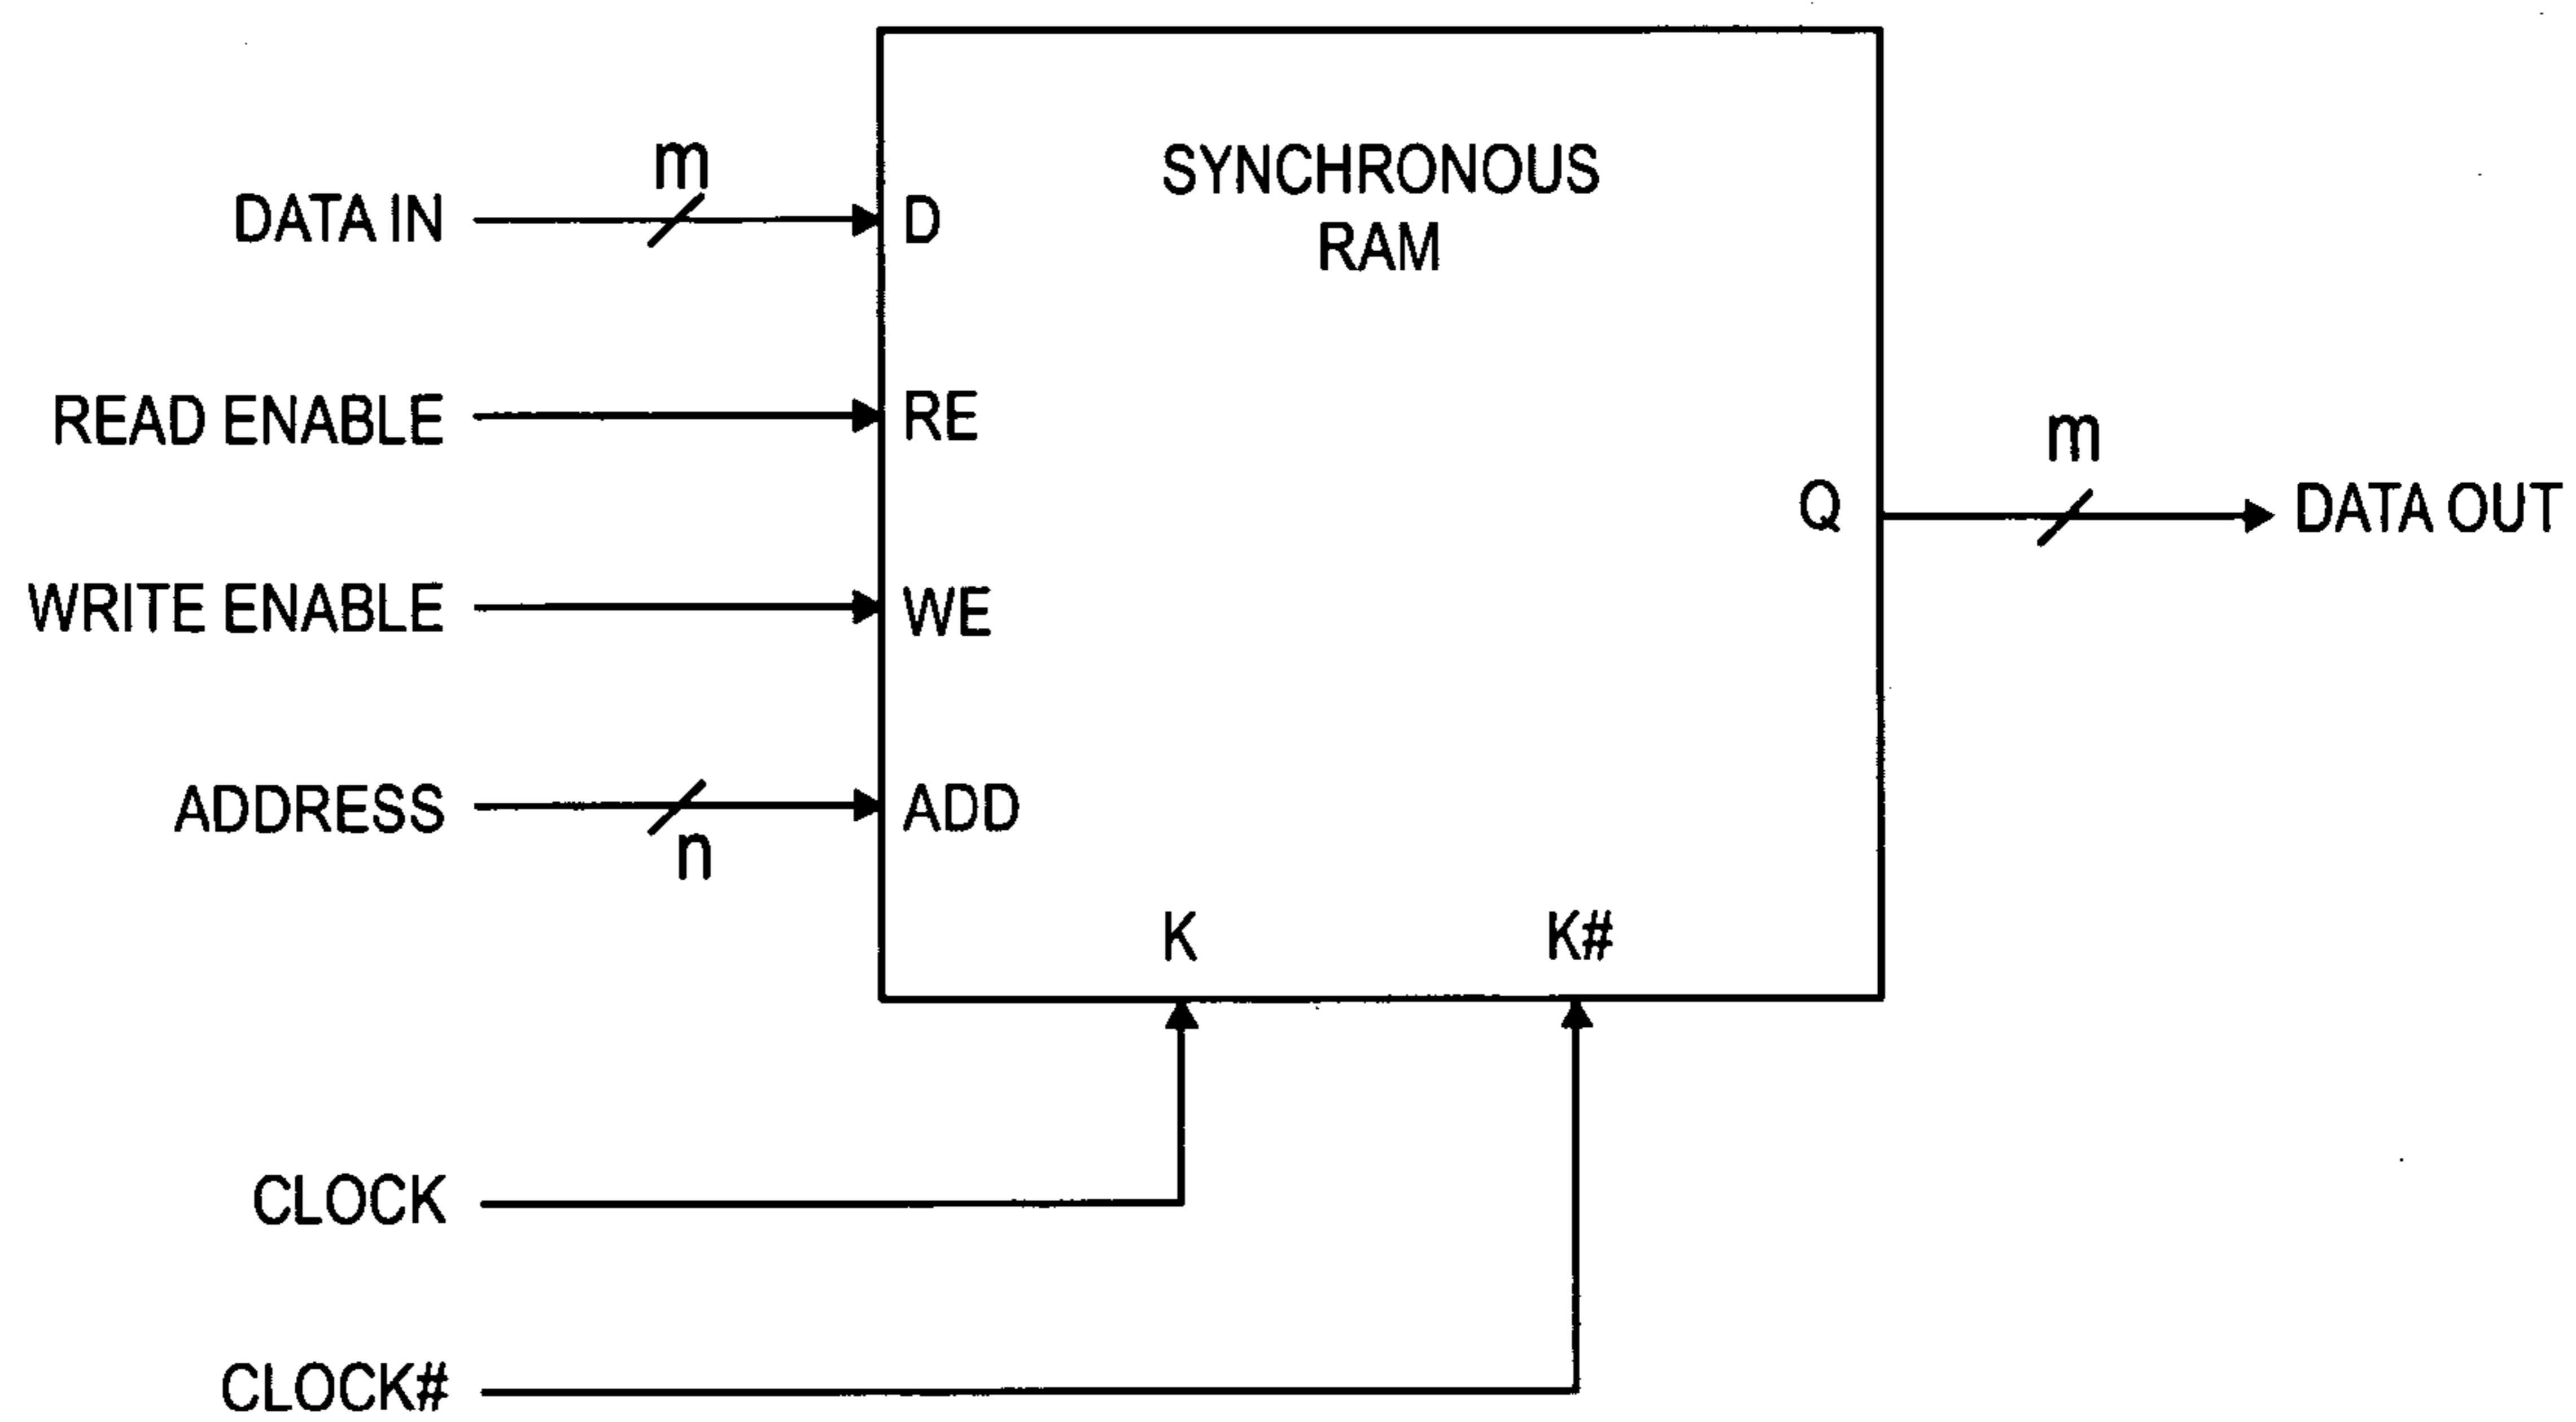 SYNCHRONOUS
RAM
DATA IN
m
D
READ ENABLE
RE
WRITE ENABLE
WE
ADDRESS
n
ADD
Q
m
DATA OUT
K
K#
CLOCK
CLOCK#